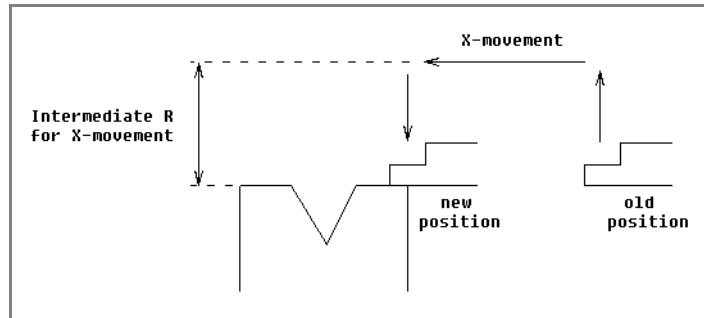 X-movement
Intermediate R
for X-movement
new
position
old
position